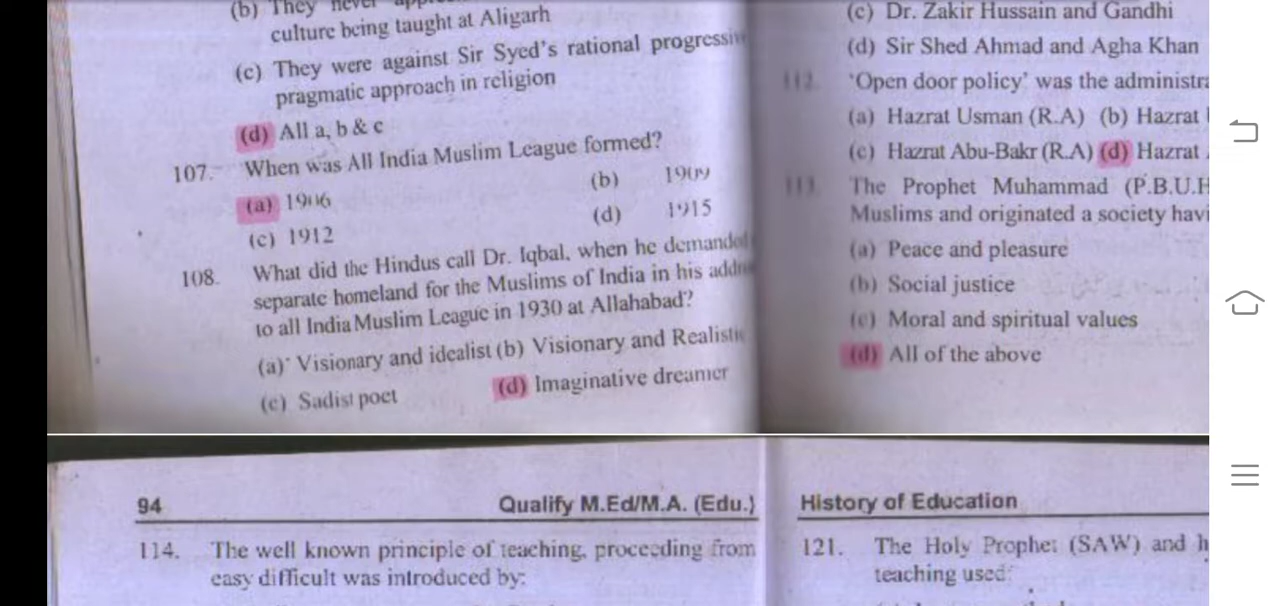 (b) They never
culture being taught at Aligarh
(c) They were against Sir Syed's rational progressiv
pragmatic approach in religion
(d) All a, b & c
107. When was All India Muslim League formed?
(a) 1906
(b) 1909
(c) 1912
(d) 1915
108. What did the Hindus call Dr. Iqbal, when he demanded
separate homeland for the Muslims of India in his
to all India Muslim League in 1930 at Allahabad?
(a) Visionary and idealist (b) Visionary and Realistic
(c) Sadist poet (d) Imaginative dreamer
(c) Dr. Zakir Hussain and Gandhi
(d) Sir Shed Ahmad and Agha Khan
112. 'Open door policy' was the administra
(a) Hazrat Usman (R.A) (b) Hazrat
(c) Hazrat Abu-Bakr (R.A) (d) Hazrat
113. The Prophet Muhammad (P.B.U.H
Muslims and originated a society havi
(a) Peace and pleasure
(b) Social justice
(c) Moral and spiritual values
(d) All of the above
94 Qualify M.Ed/M.A. (Edu.)
114. The well known principle of teaching, proceeding from
easy difficult was introduced by:
History of Education
121. The Holy Prophet (SAW) and h
teaching used: